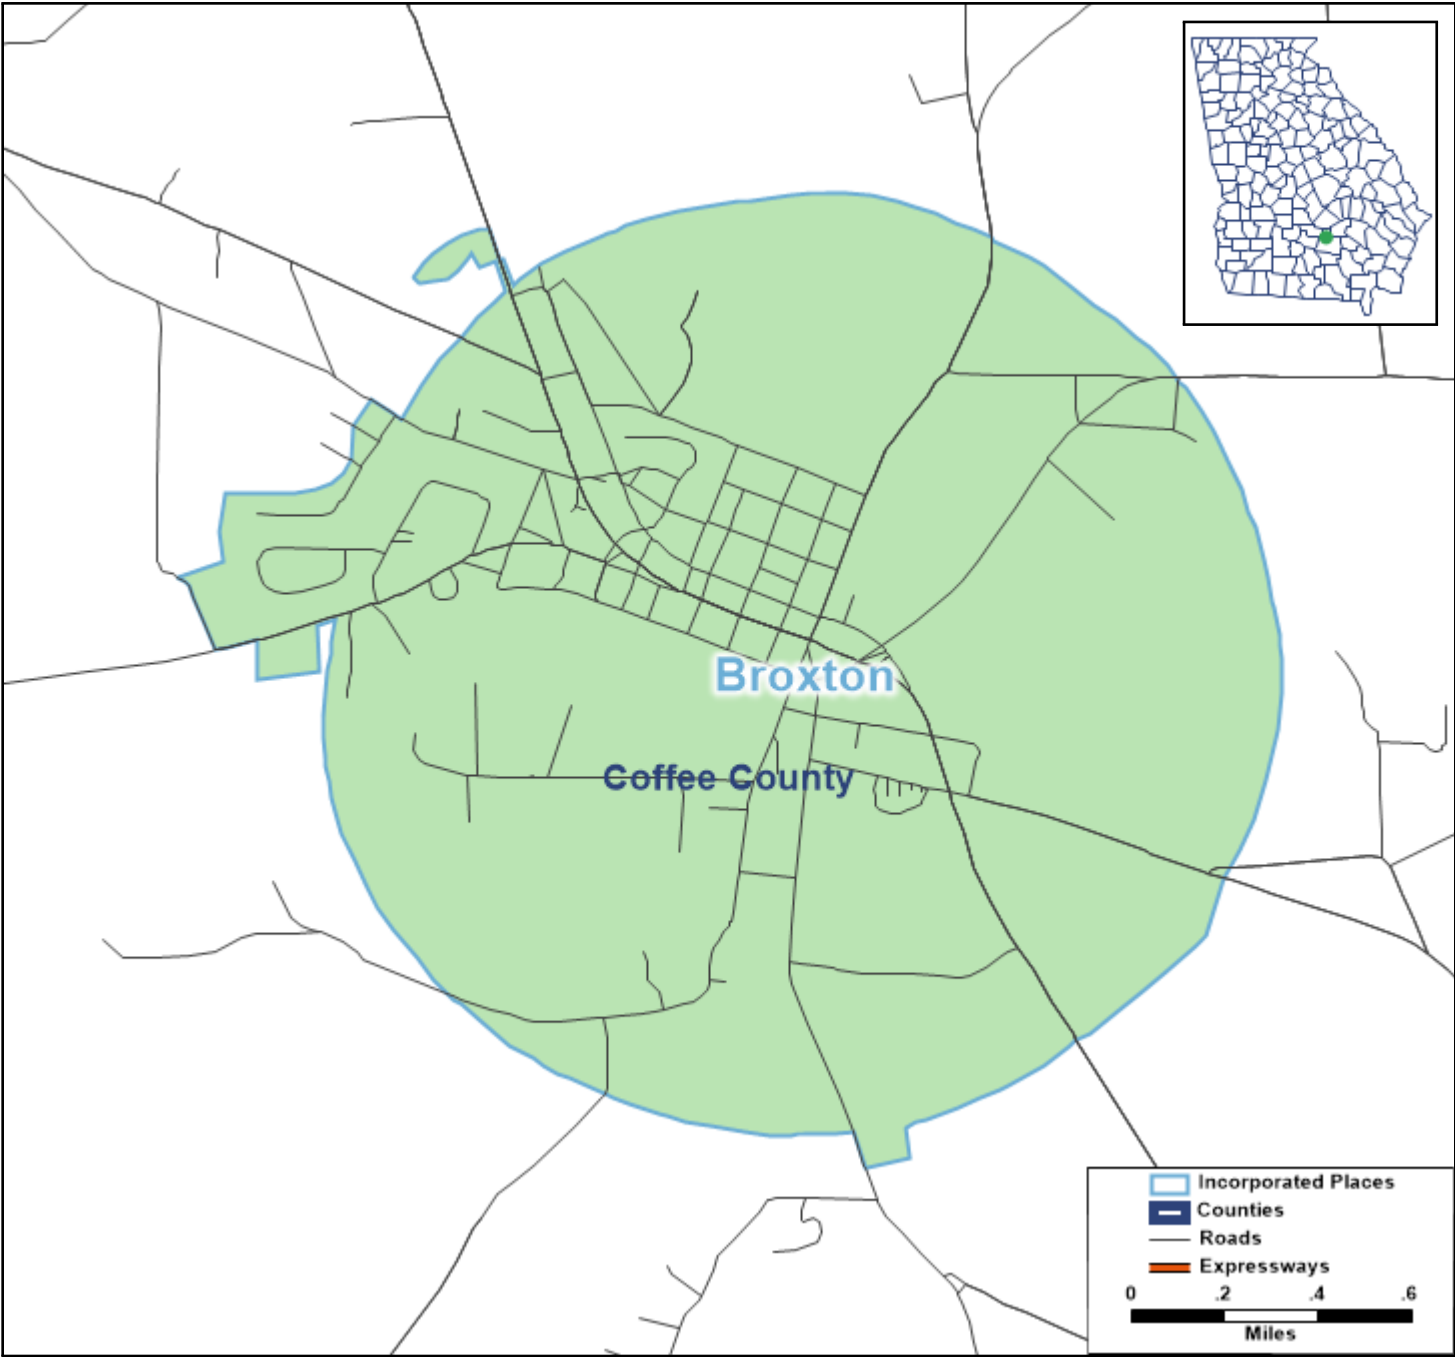 Broxton
Coffee County
Incorporated Places
Counties
Roads
Expressways
0 .2 .4 .6
Miles